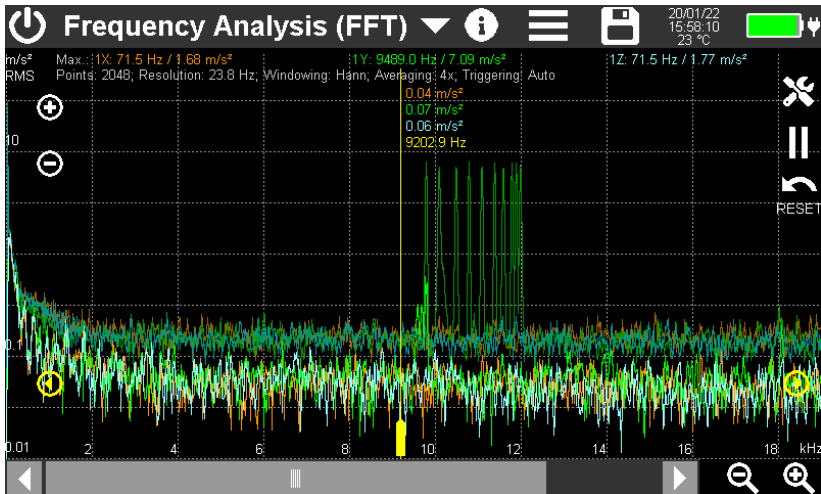 Frequency Analysis (FFT)
20/01/22
15:58:10
23 °C
m/s² Max.: 1X: 71.5 Hz / 1.68 m/s² 1Y: 9489.0 Hz / 7.09 m/s² 1Z: 71.5 Hz / 1.77 m/s²
RMS Points: 2048; Resolution: 23.8 Hz; Windowing: Hann; Averaging: 4x; Triggering: Auto
0.04 m/s²
0.07 m/s²
0.06 m/s²
9202.9 Hz
10
RESET
1
0.1
0.01 2 4 6 8 10 12 14 16 18 kHz